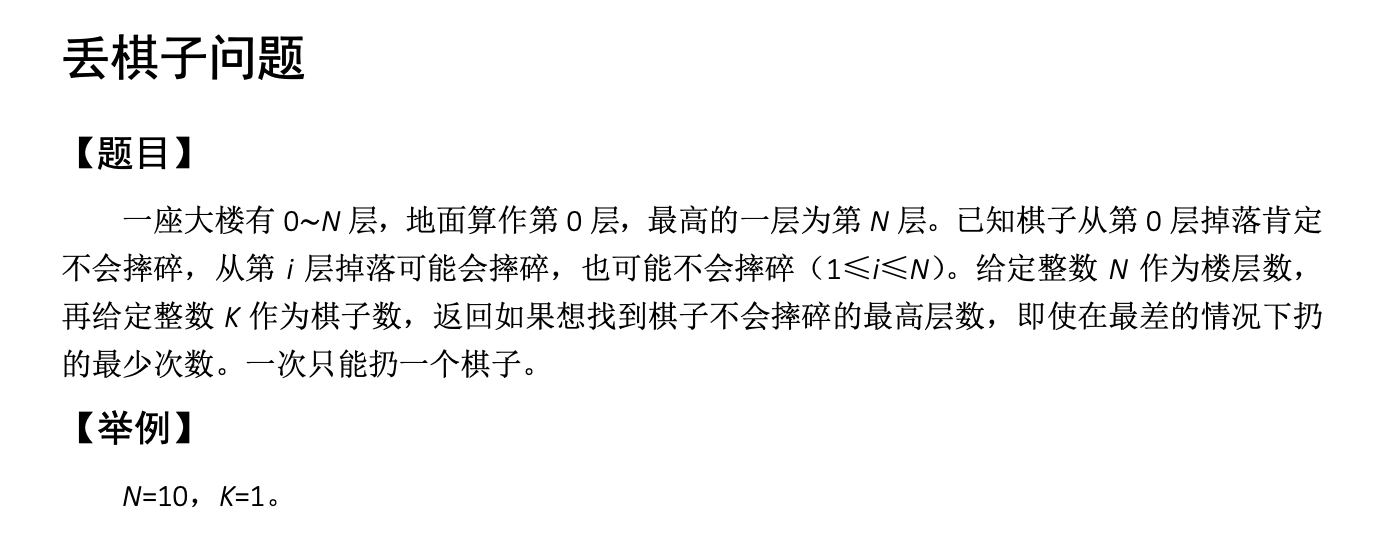 丢棋子问题
【题目】
一座大楼有 0~N 层，地面算作第 0 层，最高的一层为第 N 层。已知棋子从第 0 层掉落肯定
不会摔碎，从第 i 层掉落可能会摔碎，也可能不会摔碎（1≤i≤N）。给定整数 N 作为楼层数，
再给定整数 K 作为棋子数，返回如果想找到棋子不会摔碎的最高层数，即使在最差的情况下扔
的最少次数。一次只能扔一个棋子。
【举例】
N=10，K=1。